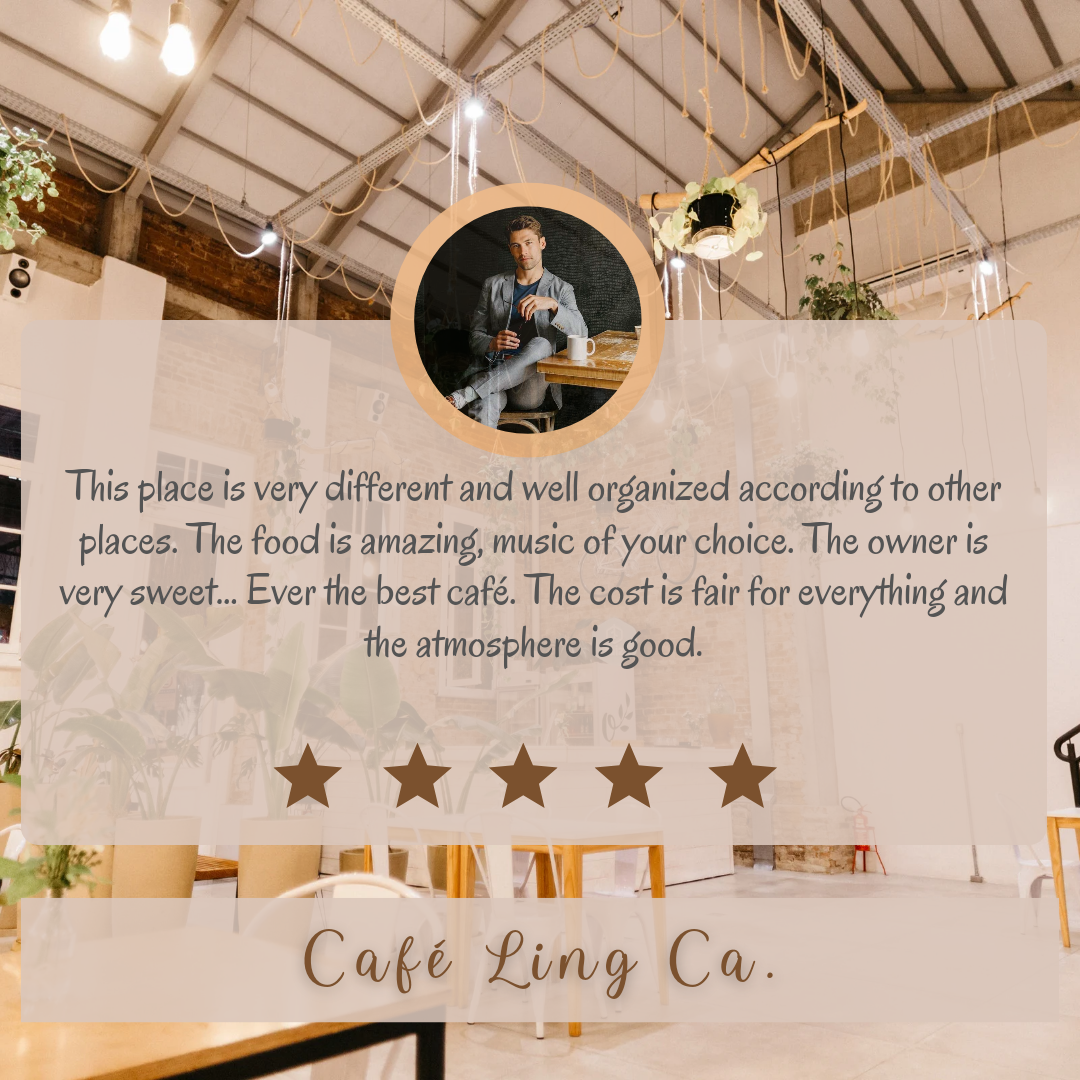 This place is very different and well organized according to other
places. The food is amazing, music of your choice. The owner is
very sweet... Ever the best café. The cost is fair for everything and
the atmosphere is good.
Café Ling Ca.